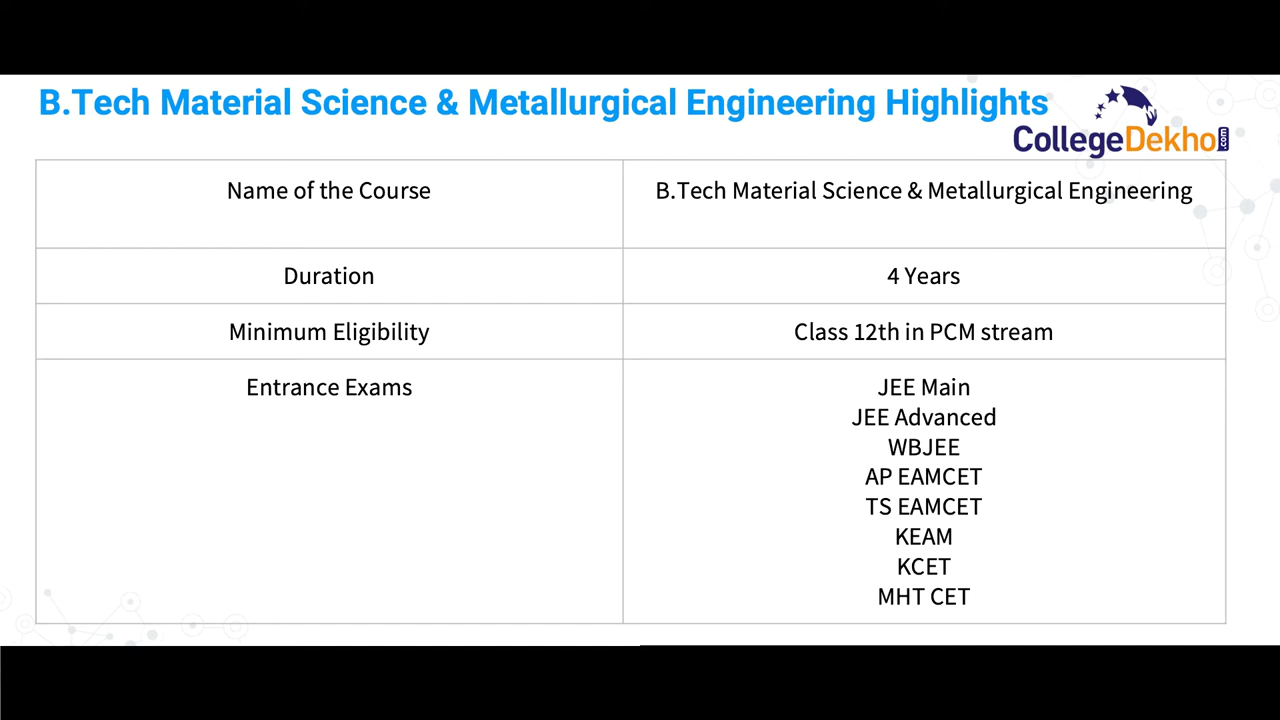 B.Tech Material Science & Metallurgical Engineering Highlights
CollegeDekho.com
Name of the Course
B.Tech Material Science & Metallurgical Engineering
Duration
4 Years
Minimum Eligibility
Class 12th in PCM stream
Entrance Exams
JEE Main
JEE Advanced
WBJEE
AP EAMCET
TS EAMCET
KEAM
KCET
MHT CET